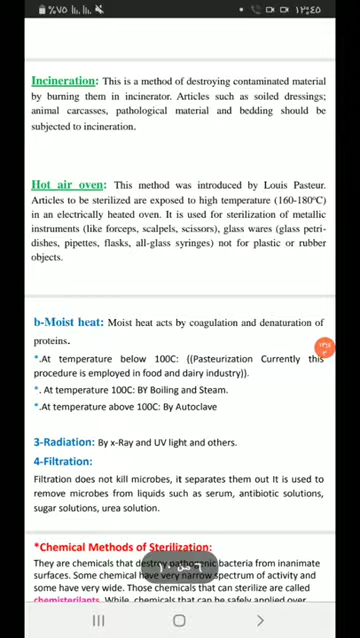 %٧٥
١٢:٤٥
Incineration: This is a method of destroying contaminated material
by burning them in incinerator. Articles such as soiled dressings;
animal carcasses, pathological material and bedding should be
subjected to incineration.
Hot air oven: This method was introduced by Louis Pasteur.
Articles to be sterilized are exposed to high temperature (160-180°C)
in an electrically heated oven. It is used for sterilization of metallic
instruments (like forceps, scalpels, scissors), glass wares (glass petri-
dishes, pipettes, flasks, all-glass syringes) not for plastic or rubber
objects.
b-Moist heat: Moist heat acts by coagulation and denaturation of
proteins.
*.At temperature below 100C: ((Pasteurization Currently this
procedure is employed in food and dairy industry)).
*. At temperature 100C: BY Boiling and Steam.
*.At temperature above 100C: By Autoclave
3-Radiation: By x-Ray and UV light and others.
4-Filtration:
Filtration does not kill microbes, it separates them out It is used to
remove microbes from liquids such as serum, antibiotic solutions,
sugar solutions, urea solution.
*Chemical Methods of Sterilization:
They are chemicals that destroy pathogenic bacteria from inanimate
surfaces. Some chemical have very narrow spectrum of activity and
some have very wide. Those chemicals that can sterilize are called
chemisterilants. While, chemicals that can be safely applied over
٦ من ١٠